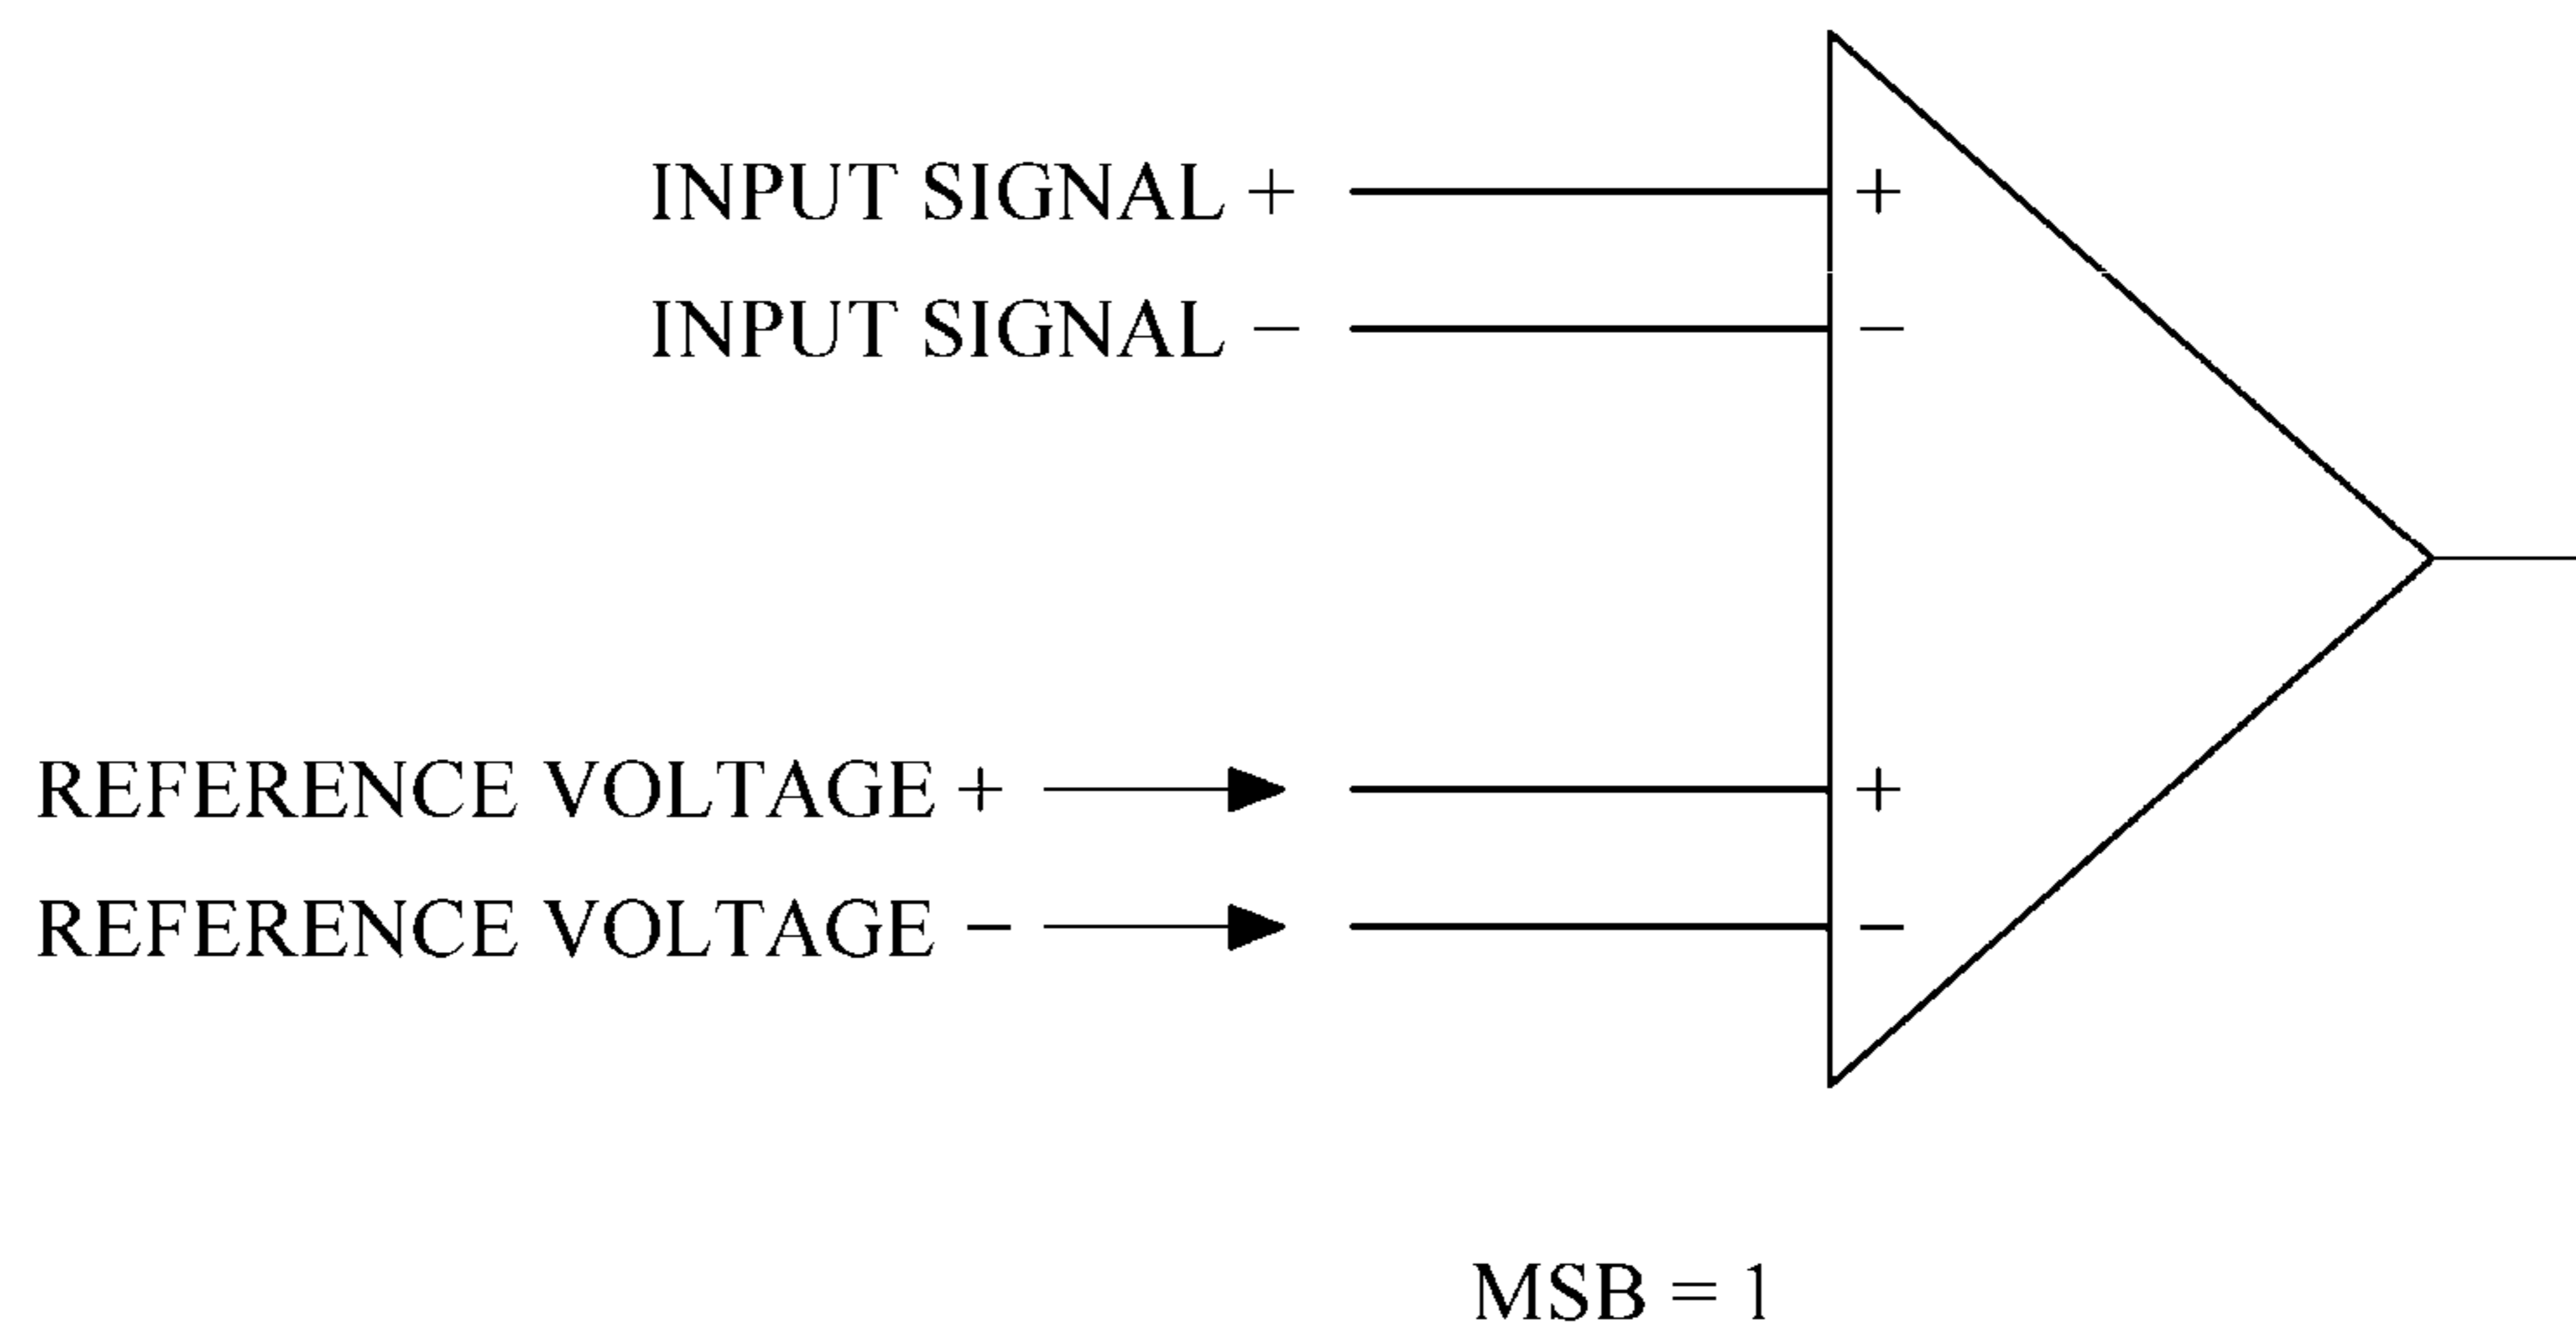 INPUT SIGNAL + +
INPUT SIGNAL − −
REFERENCE VOLTAGE + +
REFERENCE VOLTAGE − −
MSB = 1